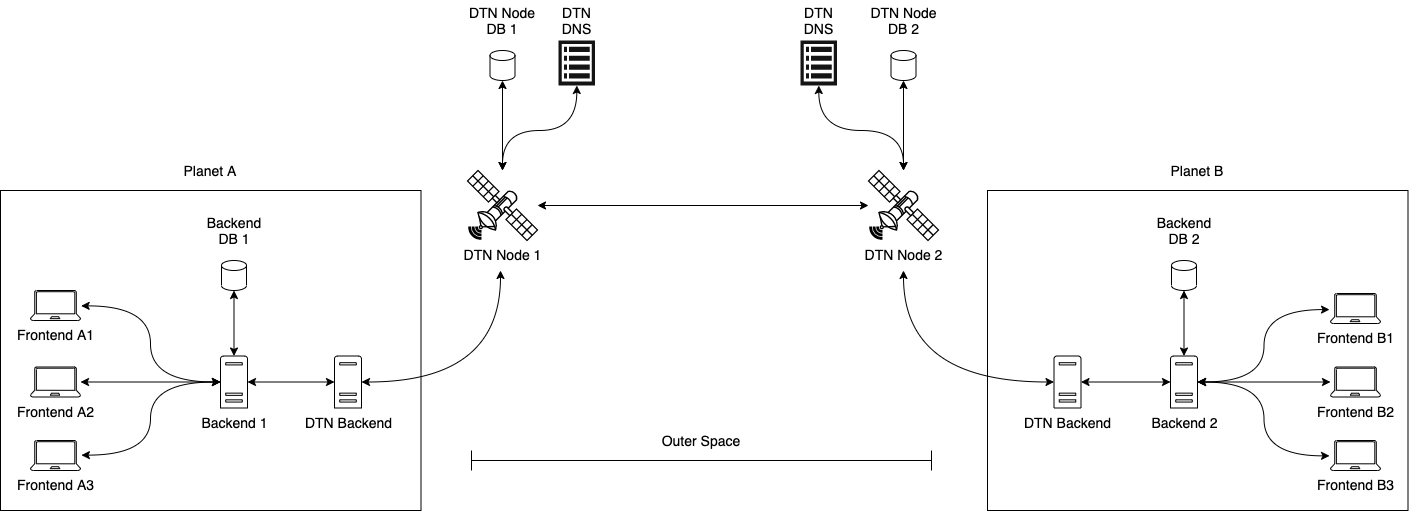 DTN Node
DB 1
DTN
DNS
DTN
DNS
DTN Node
DB 2
Planet A
Planet B
Backend
DB 1
DTN Node 1
DTN Node 2
Backend
DB 2
Frontend A1
Frontend B1
Frontend A2
Frontend B2
Backend 1
DTN Backend
DTN Backend
Backend 2
Outer Space
Frontend A3
Frontend B3